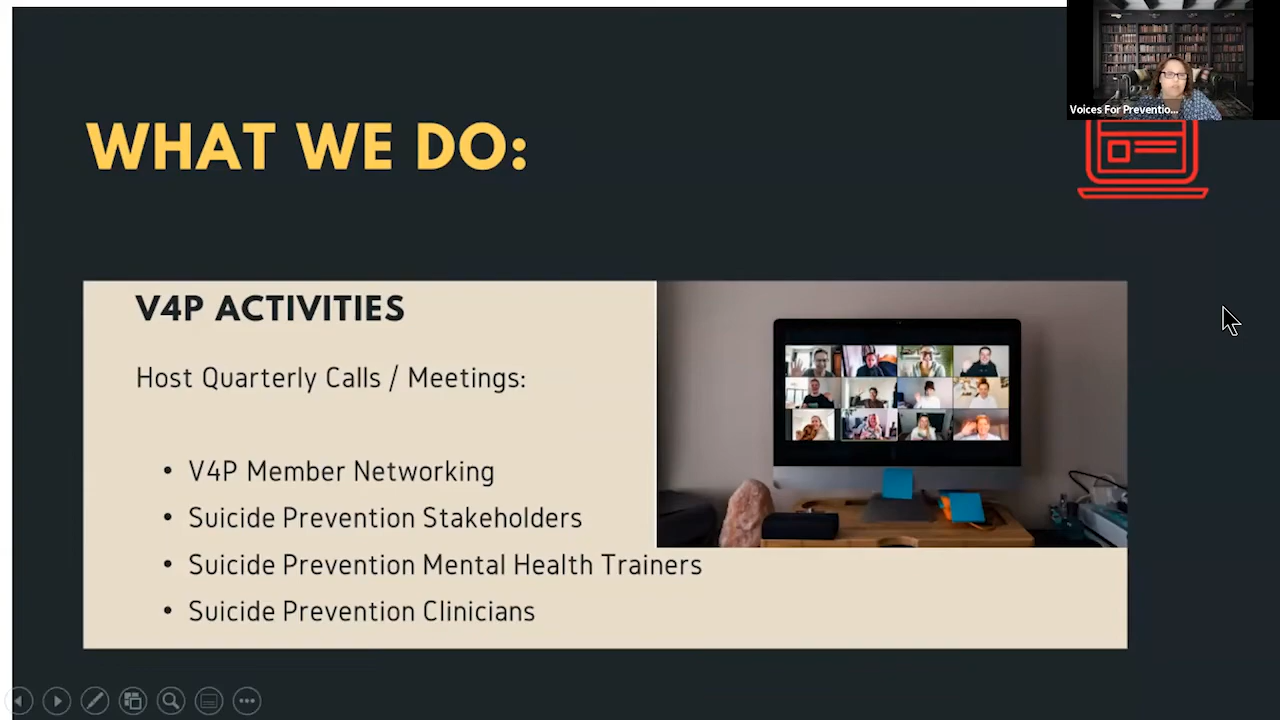 Voices For Preventio...
WHAT WE DO:
V4P ACTIVITIES
Host Quarterly Calls / Meetings:
• V4P Member Networking
• Suicide Prevention Stakeholders
• Suicide Prevention Mental Health Trainers
• Suicide Prevention Clinicians